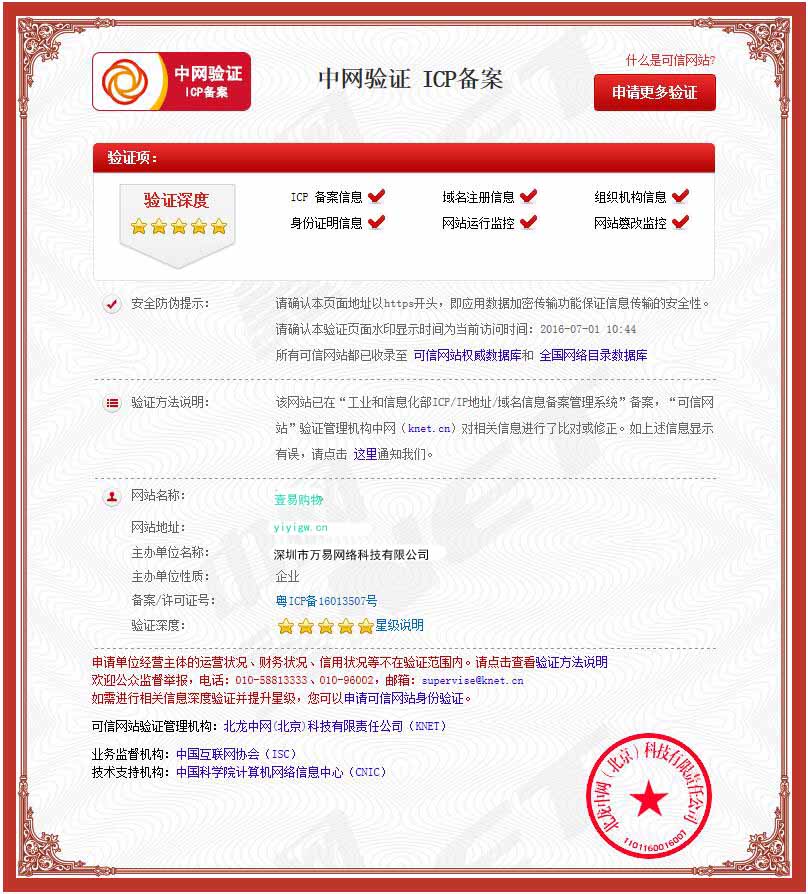 中网验证
ICP备案
中网验证 ICP备案
什么是可信网站?
申请更多验证
验证项：
验证深度
ICP 备案信息
域名注册信息
组织机构信息
身份证明信息
网站运行监控
网站篡改监控
安全防伪提示：
请确认本页面地址以https开头，即应用数据加密传输功能保证信息传输的安全性。
请确认本验证页面水印显示时间为当前访问时间：2016-07-01 10:44
所有可信网站都已收录至 可信网站权威数据库和 全国网络目录数据库
验证方法说明：
该网站已在“工业和信息化部ICP/IP地址/域名信息备案管理系统”备案，“可信网
站”验证管理机构中网（knet.cn）对相关信息进行了比对或修正。如上述信息显示
有误，请点击 这里通知我们。
网站名称：
壹易购物
网站地址：
yiyigw.cn
主办单位名称：
深圳市万易网络科技有限公司
主办单位性质：
企业
备案/许可证号：
粤ICP备16013507号
验证深度：
星级说明
申请单位经营主体的运营状况、财务状况、信用状况等不在验证范围内。请点击查看验证方法说明
欢迎公众监督举报，电话：010-58813333、010-96002，邮箱：supervise@knet.cn
如需进行相关信息深度验证并提升星级，您可以申请可信网站身份验证。
可信网站验证管理机构：北龙中网(北京)科技有限责任公司（KNET）
业务监督机构：中国互联网协会（ISC）
技术支持机构：中国科学院计算机网络信息中心（CNIC）
北龙中网（北京）科技有限责任公司
1101160016007